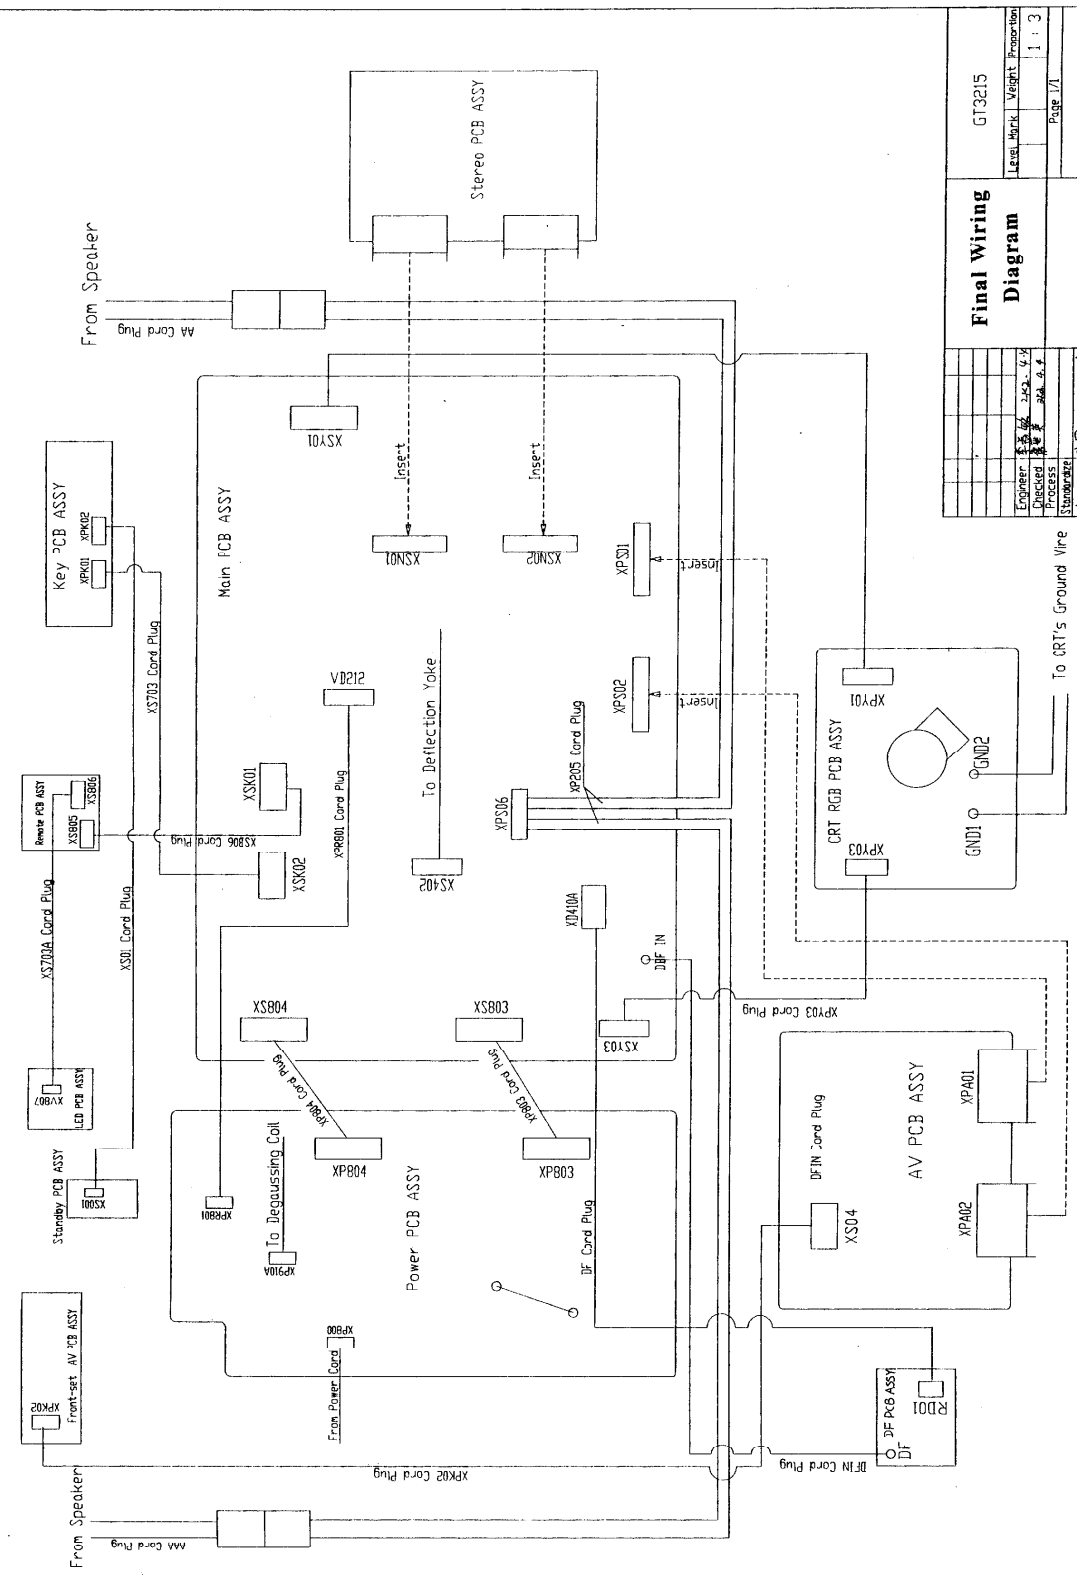 Stereo PCB ASSY
GT3215
Level Mark
Weight
Proportion
1 : 3
Page 1/1
Final Wiring
Diagram
Engineer
Checked
Process
Standardize
From Speaker
AA Cord Plug
Key PCB ASSY
XPK02
XPK01
XS703 Cord Plug
Main PCB ASSY
XSY01
Insert
Insert
XSN01
XSN02
XPS01
Insert
XPS02
Insert
VD212
To Deflection Yoke
XP205 Cord Plug
XPS06
XPR801 Cord Plug
XSK01
XSK02
XS402
Remote PCB ASSY
XS806
XS805
XS806 Cord Plug
XS703A Cord Plug
XS01 Cord Plug
XD410A
DBF IN
XS804
XS803
XSY03
XP804 Cord Plug
XP803 Cord Plug
XPY03 Cord Plug
CRT RGB PCB ASSY
XPY01
XPY03
GND1
GND2
To CRT's Ground Wire
XV807
LED PCB ASSY
Standby PCB ASSY
XS001
XPR801
To Degaussing Coil
XP910A
XP804
XP803
Power PCB ASSY
DF Cord Plug
XP800
From Power Cord
DFIN Cord Plug
XS04
AV PCB ASSY
XPA01
XPA02
XPK02
Front-set AV PCB ASSY
XPK02 Cord Plug
DFIN Cord Plug
DF
DF PCB ASSY
RD01
From Speaker
AAA Cord Plug